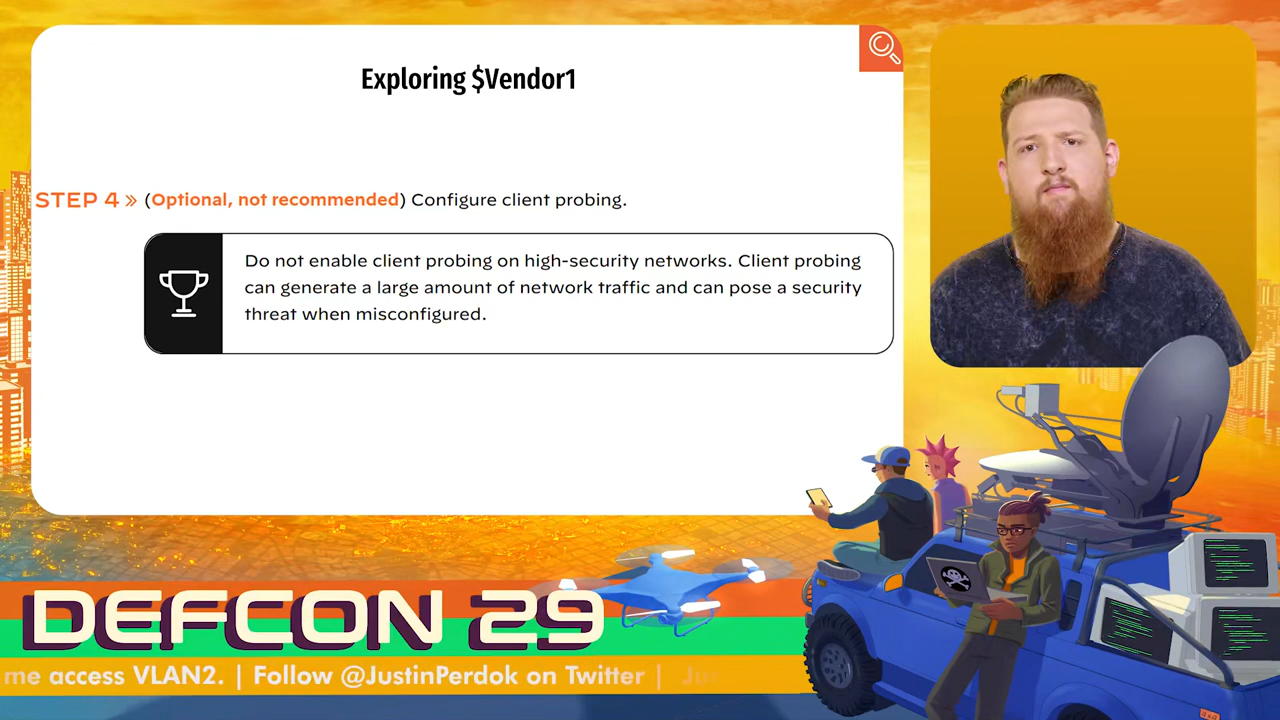 Exploring $Vendor1
STEP 4 » (Optional, not recommended) Configure client probing.
Do not enable client probing on high-security networks. Client probing
can generate a large amount of network traffic and can pose a security
threat when misconfigured.
DEFCON 29
me access VLAN2. | Follow @JustinPerdok on Twitter | Ju